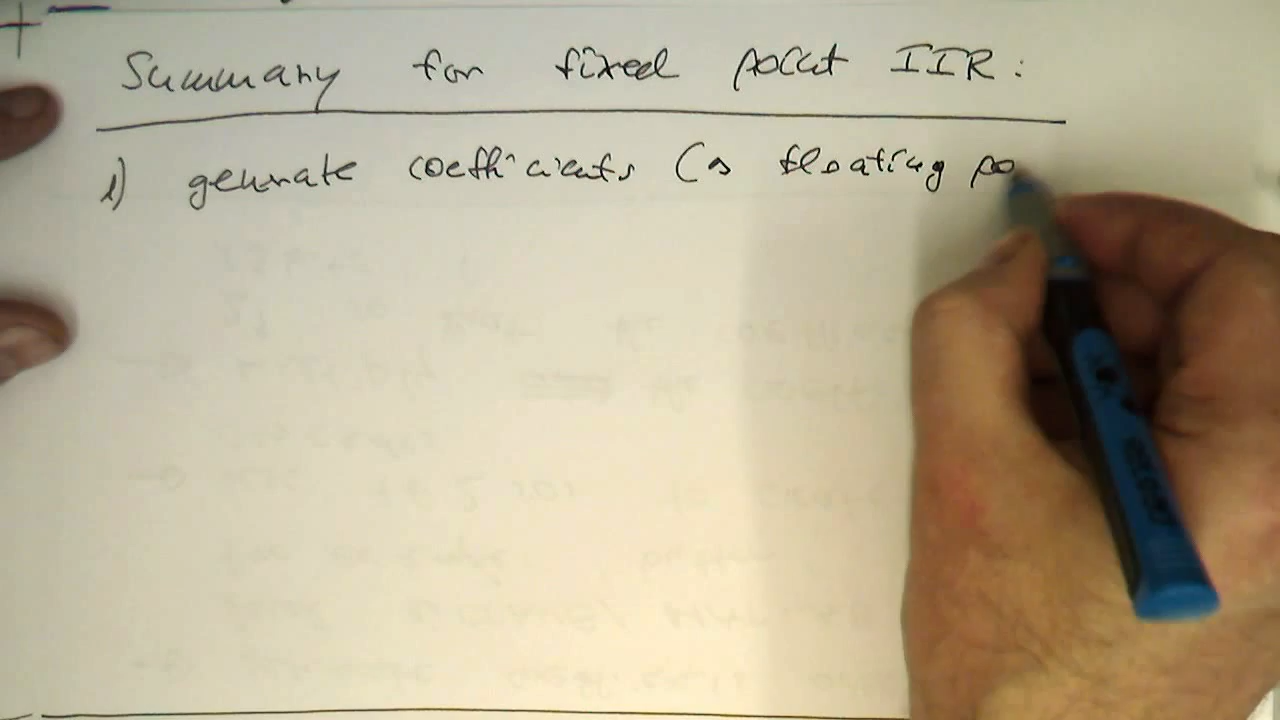 Summary for fixed point IIR :
1) generate coefficients (as floating po